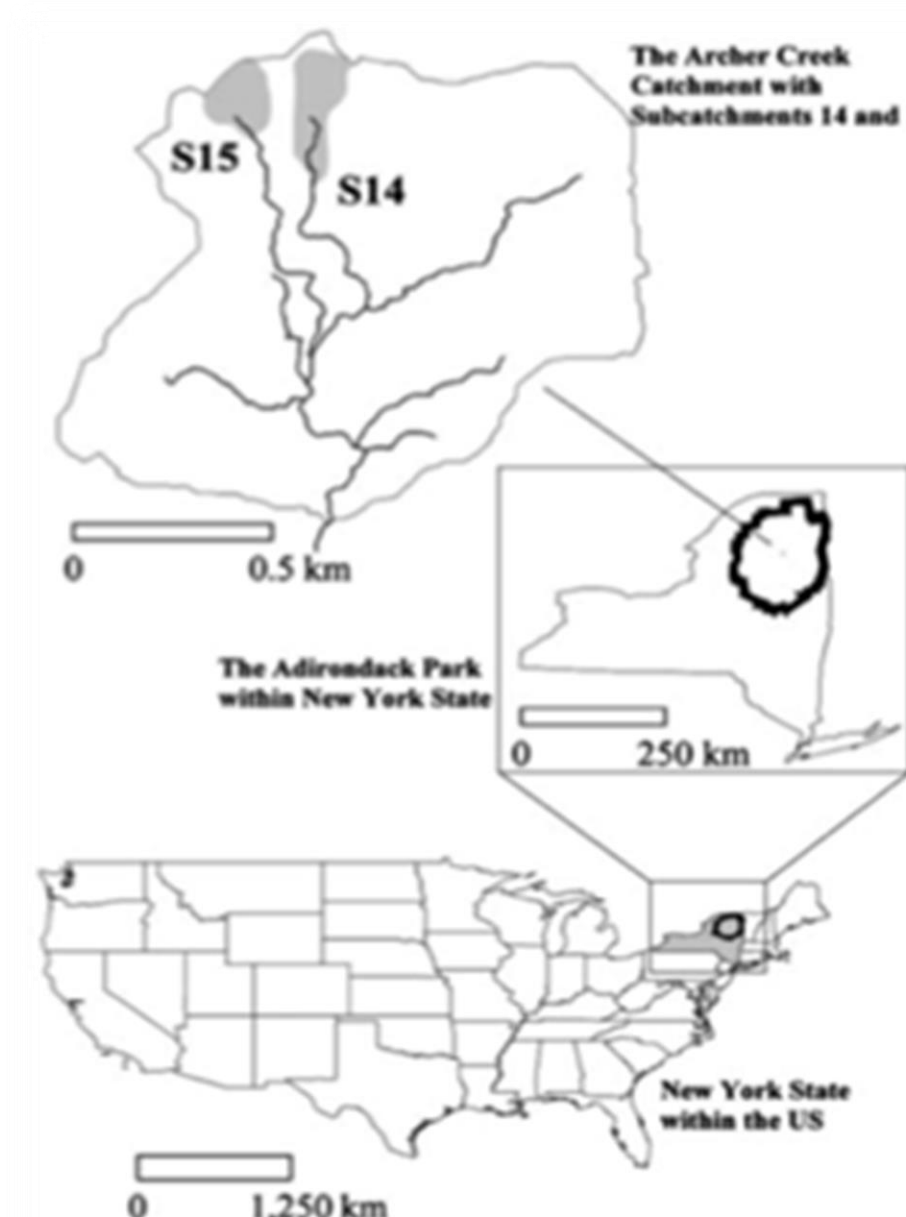 The Archer Creek
Catchment with
Subcatchments 14 and
S15
S14
0 0.5 km
The Adirondack Park
within New York State
0 250 km
New York State
within the US
0 1,250 km